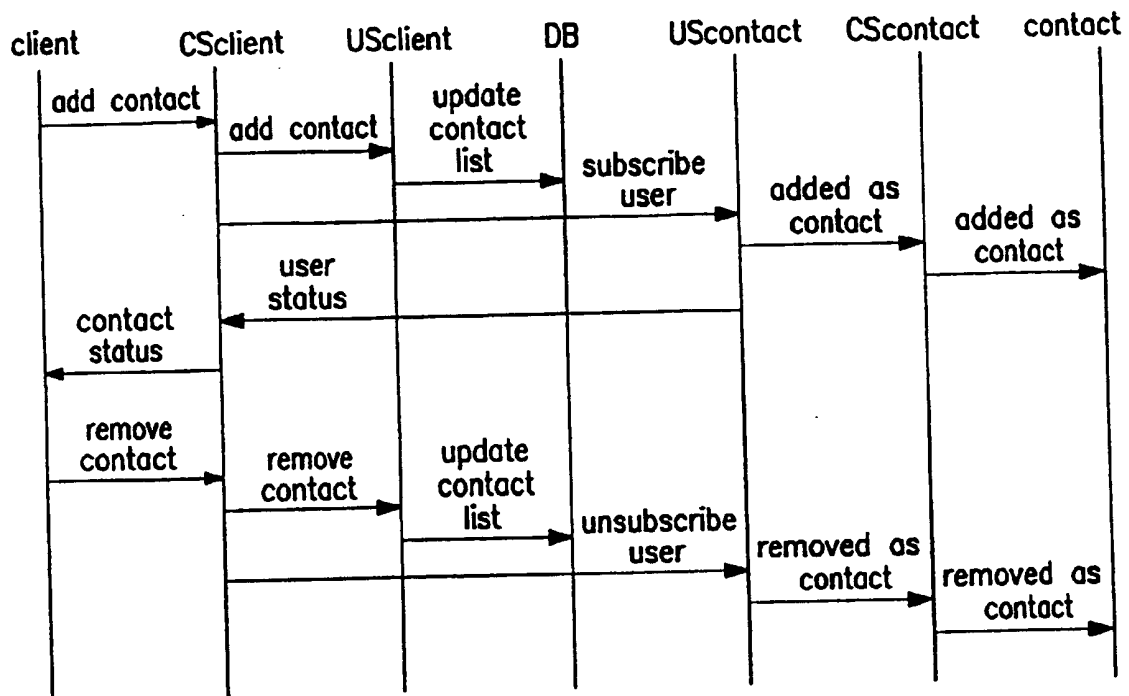 client
CSclient
USclient
DB
UScontact
CScontact
contact
add contact
add contact
update
contact
list
subscribe
user
added as
contact
added as
contact
user
status
contact
status
remove
contact
remove
contact
update
contact
list
unsubscribe
user
removed as
contact
removed as
contact